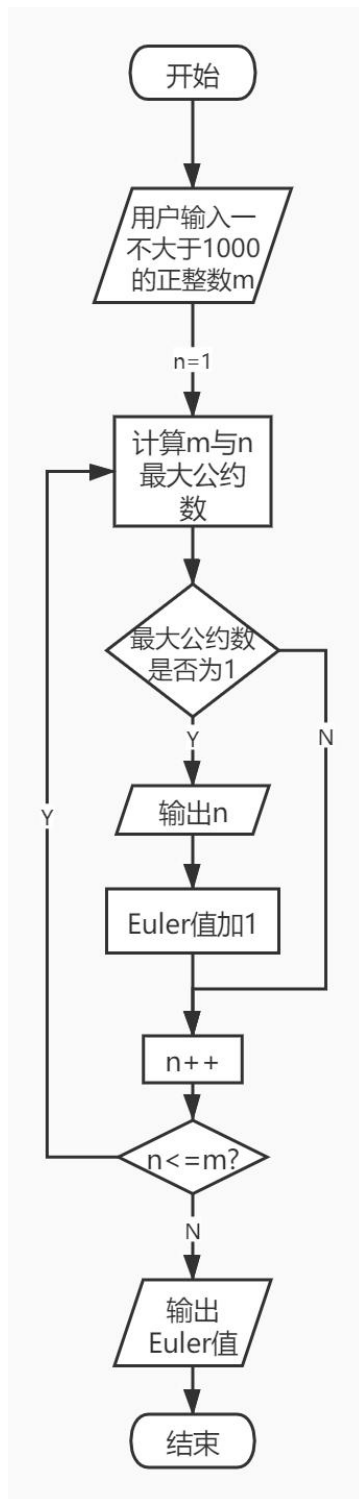 开始
用户输入一
不大于1000
的正整数m
n=1
计算m与n
最大公约
数
最大公约数
是否为1
Y
N
输出n
Y
Euler值加1
n++
n<=m?
N
输出
Euler值
结束